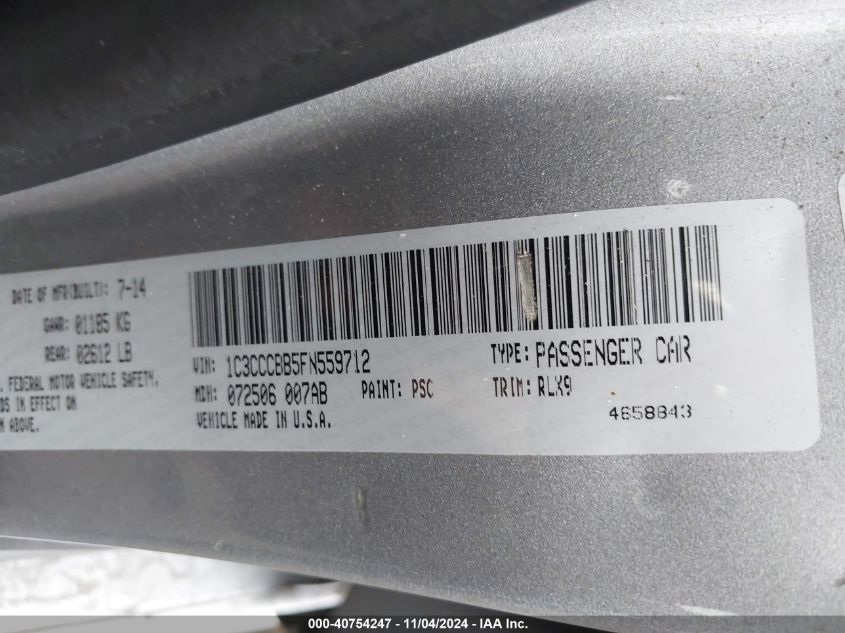 DATE OF MFR(BUILT): 7-14
GAWR: 01185 KG
REAR: 02612 LB
. FEDERAL MOTOR VEHICLE SAFETY.
DS IN EFFECT ON
N ABOVE.
VIN: 1C3CCCBB5FN559712
TYPE: PASSENGER CAR
MDH: 072506 007AB
PAINT: PSC
TRIM: RLX9
VEHICLE MADE IN U.S.A.
4658843
000-40754247 - 11/04/2024 - IAA Inc.